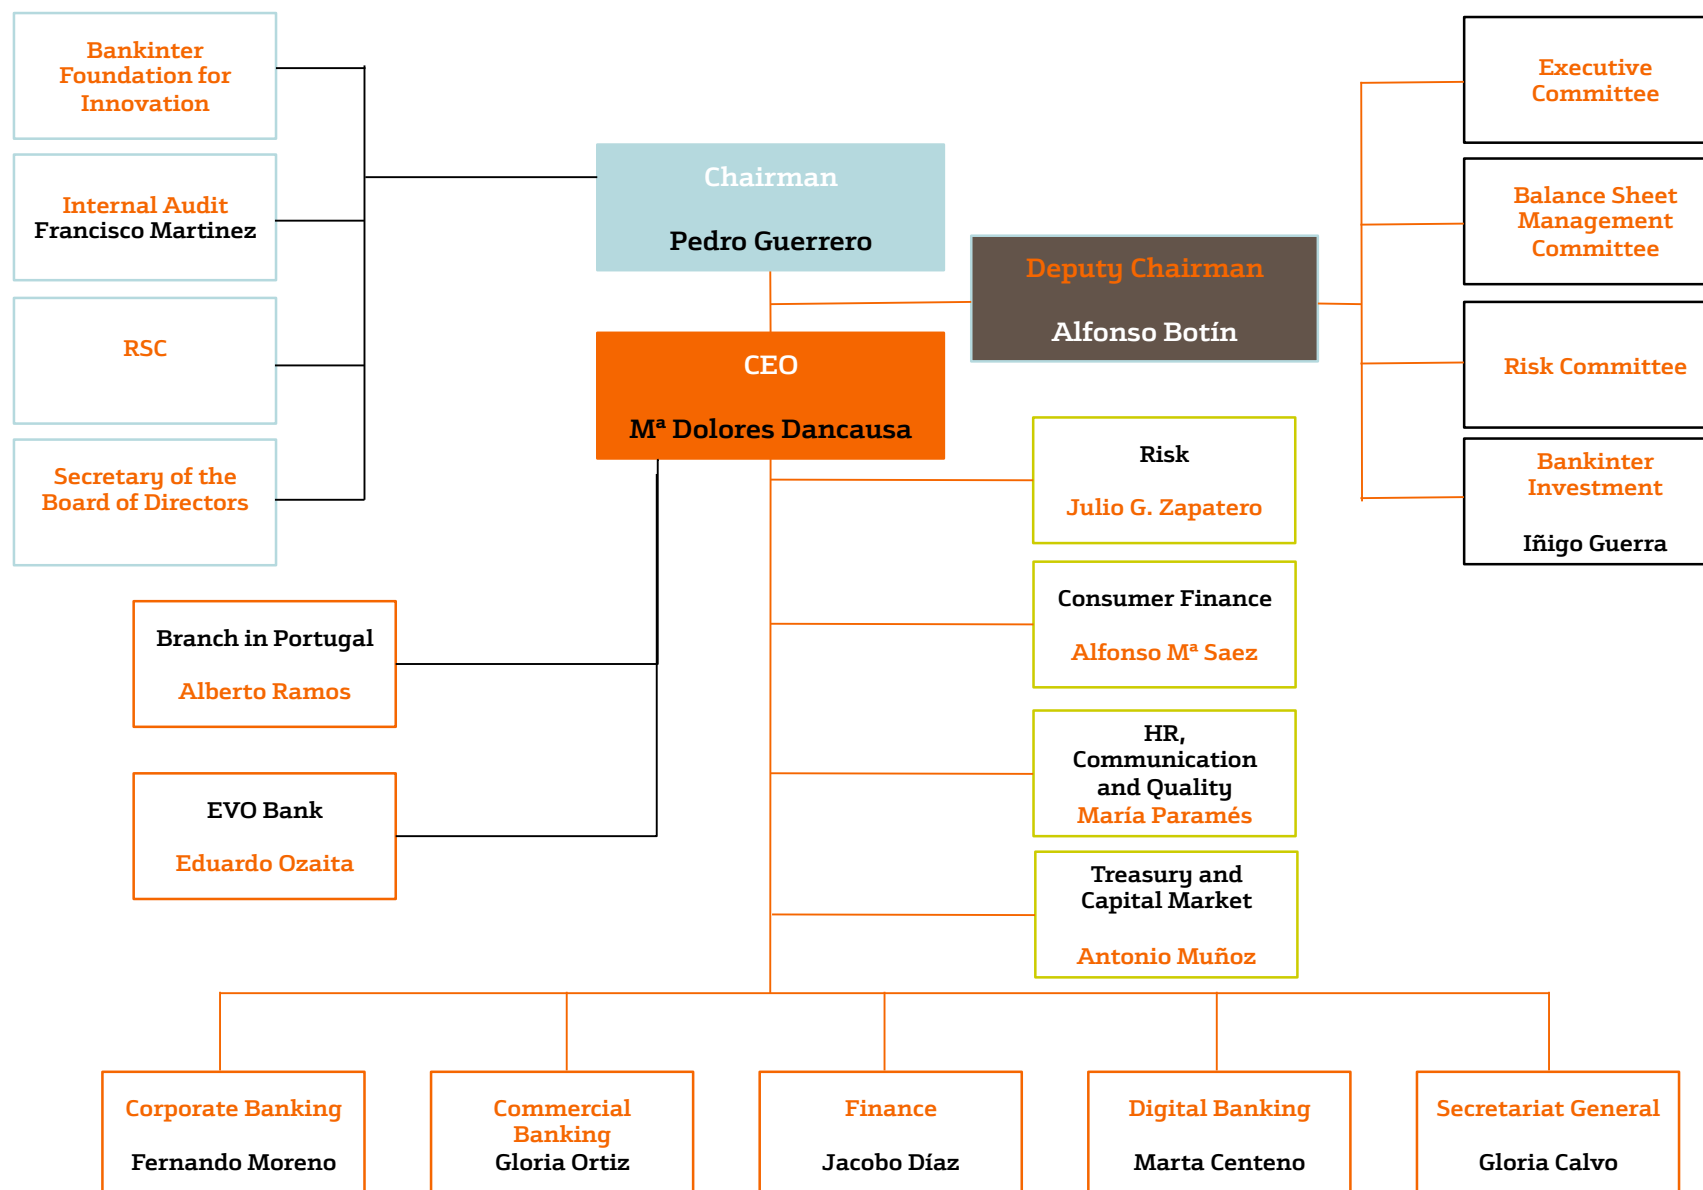 Bankinter
Foundation for
Innovation
Internal Audit
Francisco Martinez
RSC
Secretary of the
Board of Directors
Chairman
Pedro Guerrero
Deputy Chairman
Alfonso Botín
CEO
Mª Dolores Dancausa
Executive
Committee
Balance Sheet
Management
Committee
Risk Committee
Bankinter
Investment
Iñigo Guerra
Risk
Julio G. Zapatero
Consumer Finance
Alfonso Mª Saez
HR,
Communication
and Quality
María Paramés
Treasury and
Capital Market
Antonio Muñoz
Branch in Portugal
Alberto Ramos
EVO Bank
Eduardo Ozaita
Corporate Banking
Fernando Moreno
Commercial
Banking
Gloria Ortiz
Finance
Jacobo Díaz
Digital Banking
Marta Centeno
Secretariat General
Gloria Calvo